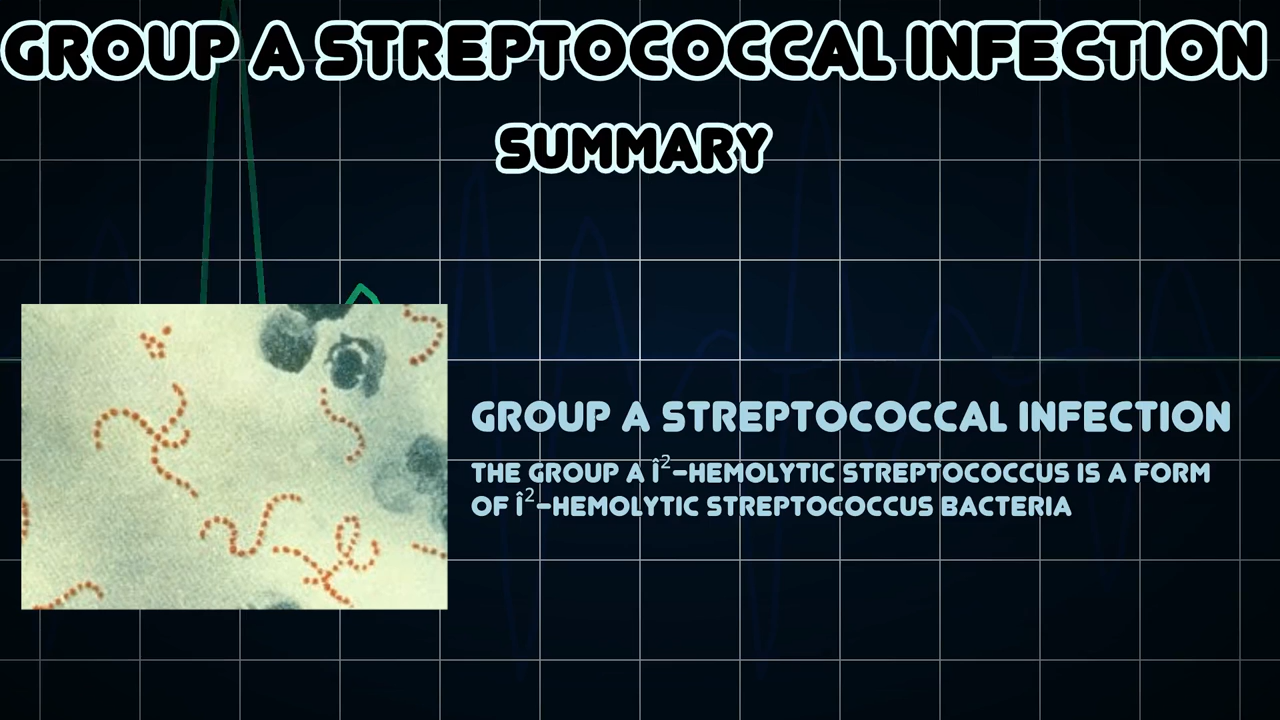 GROUP A STREPTOCOCCAL INFECTION
SUMMARY
GROUP A STREPTOCOCCAL INFECTION
THE GROUP A Î²-HEMOLYTIC STREPTOCOCCUS IS A FORM
OF Î²-HEMOLYTIC STREPTOCOCCUS BACTERIA